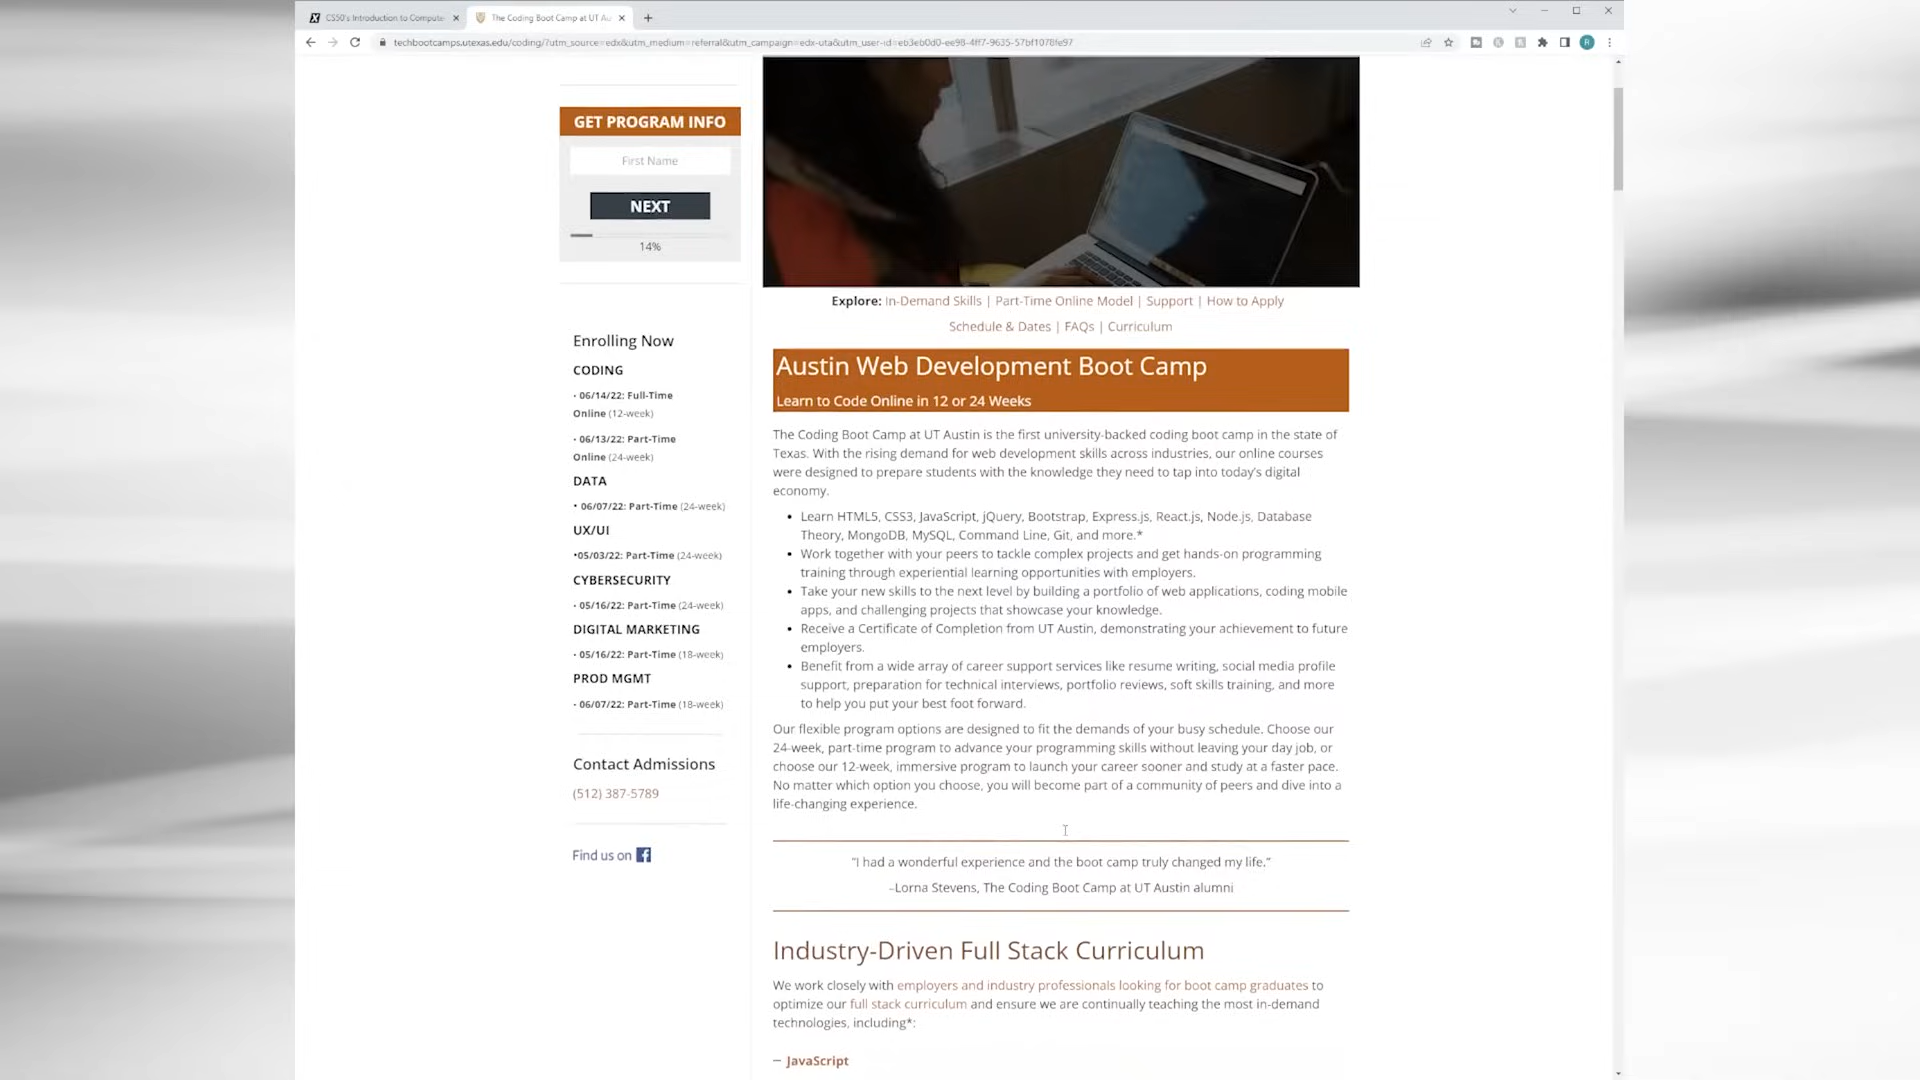 CS50's Introduction to Compute
The Coding Boot Camp at UT Au
techbootcamps.utexas.edu/coding/?utm_source=edx&utm_medium=referral&utm_campaign=edx-uta&utm_user-id=eb3eb0d0-ee98-4ff7-9635-57bf1078fe97
R
GET PROGRAM INFO
First Name
NEXT
14%
Enrolling Now
CODING
· 06/14/22: Full-Time
Online (12-week)
· 06/13/22: Part-Time
Online (24-week)
DATA
• 06/07/22: Part-Time (24-week)
UX/UI
•05/03/22: Part-Time (24-week)
CYBERSECURITY
· 05/16/22: Part-Time (24-week)
DIGITAL MARKETING
· 05/16/22: Part-Time (18-week)
PROD MGMT
· 06/07/22: Part-Time (18-week)
Contact Admissions
(512) 387-5789
Find us on f
Explore: In-Demand Skills | Part-Time Online Model | Support | How to Apply
Schedule & Dates | FAQs | Curriculum
Austin Web Development Boot Camp
Learn to Code Online in 12 or 24 Weeks
The Coding Boot Camp at UT Austin is the first university-backed coding boot camp in the state of
Texas. With the rising demand for web development skills across industries, our online courses
were designed to prepare students with the knowledge they need to tap into today's digital
economy.
• Learn HTML5, CSS3, JavaScript, jQuery, Bootstrap, Express.js, React.js, Node.js, Database
Theory, MongoDB, MySQL, Command Line, Git, and more.*
• Work together with your peers to tackle complex projects and get hands-on programming
training through experiential learning opportunities with employers.
• Take your new skills to the next level by building a portfolio of web applications, coding mobile
apps, and challenging projects that showcase your knowledge.
• Receive a Certificate of Completion from UT Austin, demonstrating your achievement to future
employers.
• Benefit from a wide array of career support services like resume writing, social media profile
support, preparation for technical interviews, portfolio reviews, soft skills training, and more
to help you put your best foot forward.
Our flexible program options are designed to fit the demands of your busy schedule. Choose our
24-week, part-time program to advance your programming skills without leaving your day job, or
choose our 12-week, immersive program to launch your career sooner and study at a faster pace.
No matter which option you choose, you will become part of a community of peers and dive into a
life-changing experience.
"I had a wonderful experience and the boot camp truly changed my life."
–Lorna Stevens, The Coding Boot Camp at UT Austin alumni
Industry-Driven Full Stack Curriculum
We work closely with employers and industry professionals looking for boot camp graduates to
optimize our full stack curriculum and ensure we are continually teaching the most in-demand
technologies, including*:
– JavaScript